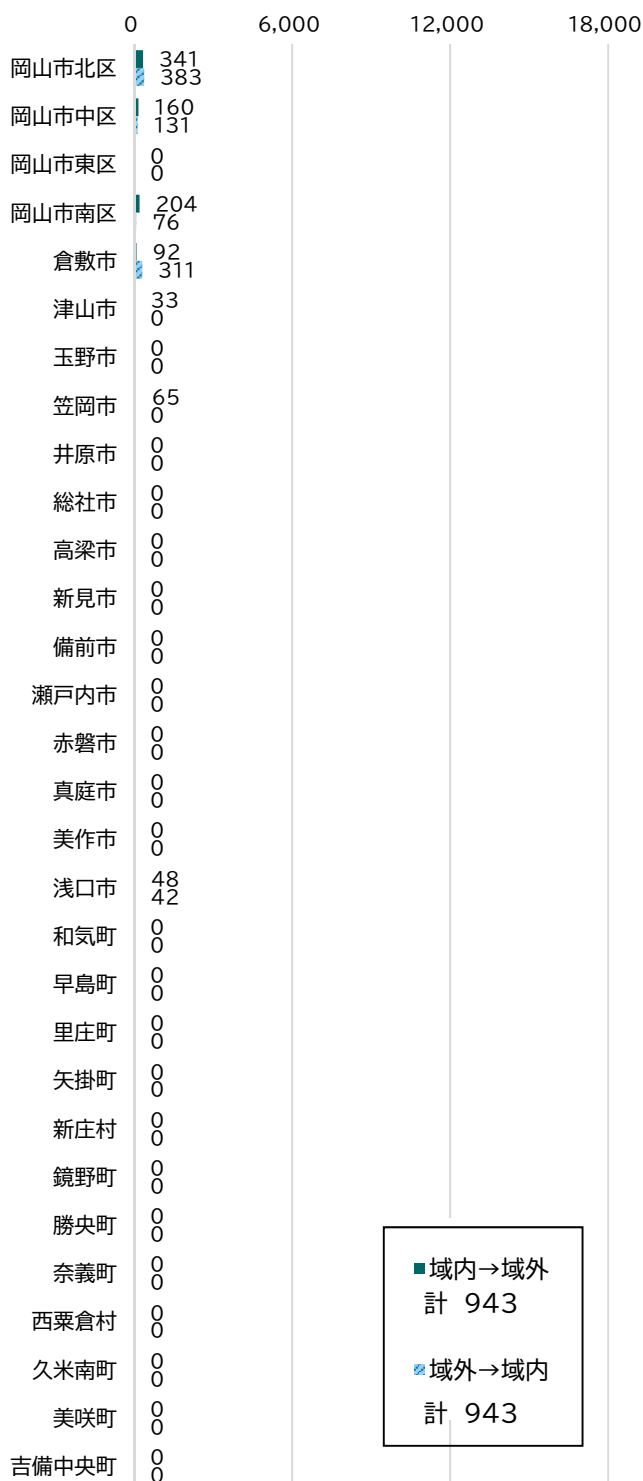 0 6,000 12,000 18,000
岡山市北区 341
383
岡山市中区 160
131
岡山市東区 0
0
岡山市南区 204
76
倉敷市 92
311
津山市 33
0
玉野市 0
0
笠岡市 65
0
井原市 0
0
総社市 0
0
高梁市 0
0
新見市 0
0
備前市 0
0
瀬戸内市 0
0
赤磐市 0
0
真庭市 0
0
美作市 0
0
浅口市 48
42
和気町 0
0
早島町 0
0
里庄町 0
0
矢掛町 0
0
新庄村 0
0
鏡野町 0
0
勝央町 0
0
奈義町 0
0
西粟倉村 0
0
久米南町 0
0
美咲町 0
0
吉備中央町 0
0
域内→域外
計 943
域外→域内
計 943